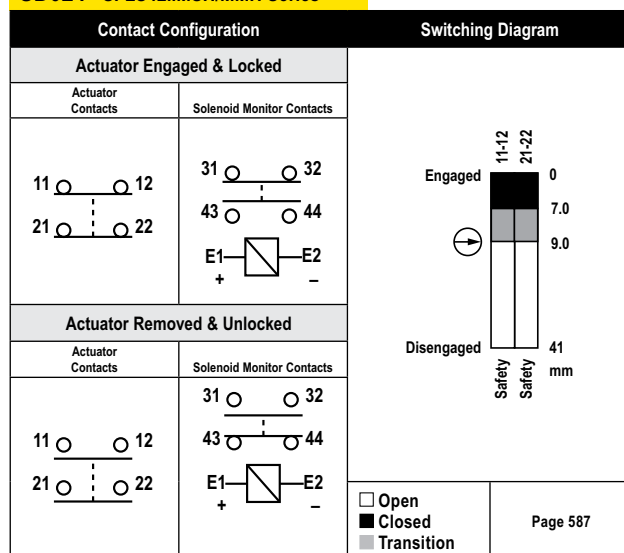 Contact Configuration
Switching Diagram
Actuator Engaged & Locked
Actuator
Contacts
Solenoid Monitor Contacts
11 12
21 22
31 32
43 44
E1 E2
+ –
Actuator Removed & Unlocked
Actuator
Contacts
Solenoid Monitor Contacts
11 12
21 22
31 32
43 44
E1 E2
+ –
11-12
21-22
Engaged
0
7.0
9.0
Disengaged
41
mm
Safety
Safety
Open
Closed
Transition
Page 587